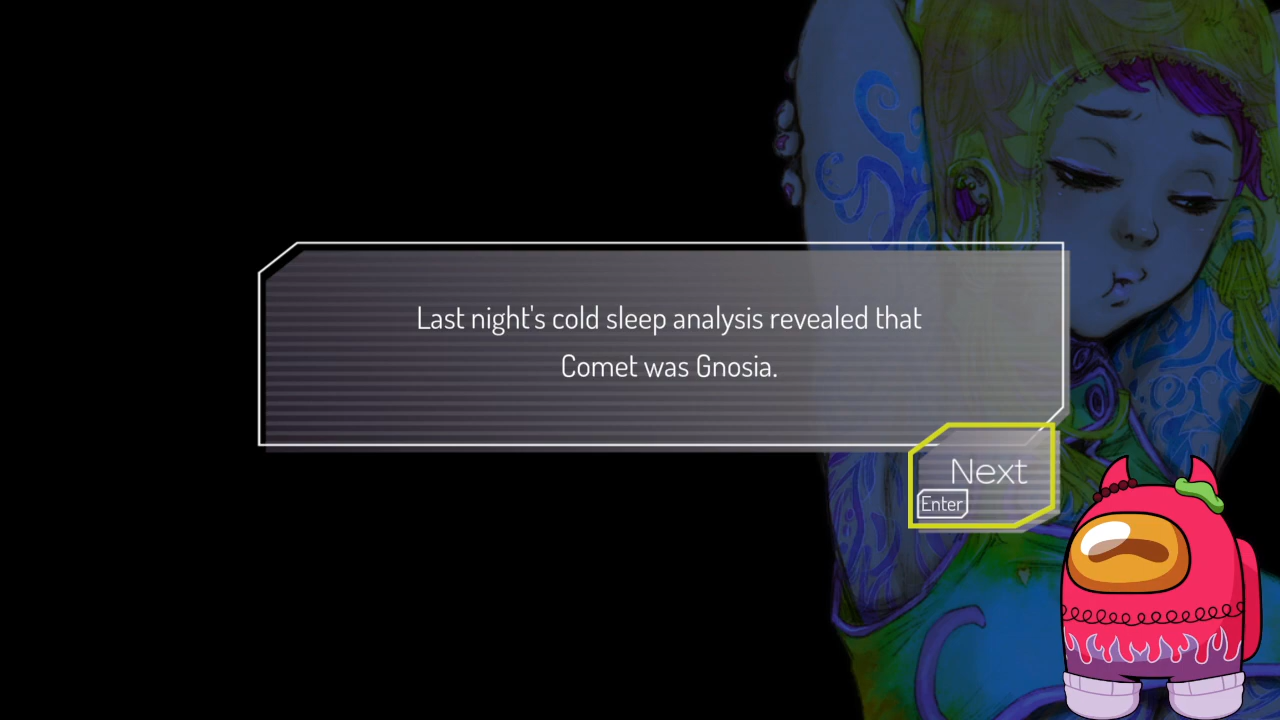 Last night's cold sleep analysis revealed that
Comet was Gnosia.
Next
Enter